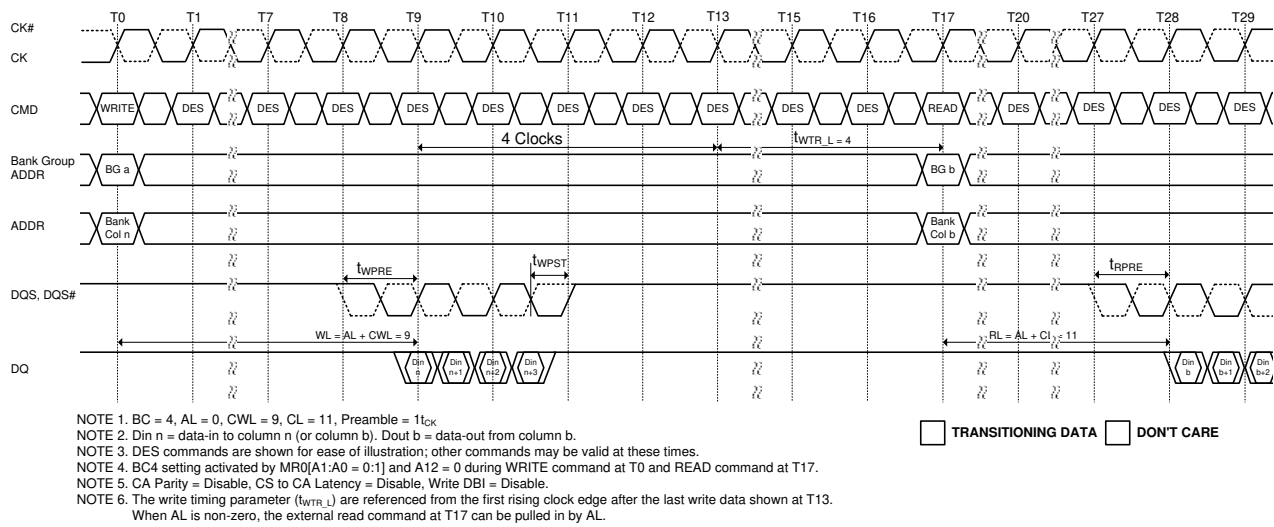 T0 T1 T7 T8 T9 T10 T11 T12 T13 T15 T16 T17 T20 T27 T28 T29
CK#
CK
CMD WRITE DES DES DES DES DES DES DES DES DES DES READ DES DES DES DES
4 Clocks tWTR_L = 4
Bank Group
ADDR
BG a BG b
ADDR
Bank Bank
Col n Col b
tWPRE tWPST tRPRE
DQS, DQS#
WL = AL + CWL = 9 RL = AL + CL = 11
DQ
Din Din Din Din Din Din Din
n n+1 n+2 n+3 b b+1 b+2
NOTE 1. BC = 4, AL = 0, CWL = 9, CL = 11, Preamble = 1tCK
NOTE 2. Din n = data-in to column n (or column b). Dout b = data-out from column b.
NOTE 3. DES commands are shown for ease of illustration; other commands may be valid at these times.
NOTE 4. BC4 setting activated by MR0[A1:A0 = 0:1] and A12 = 0 during WRITE command at T0 and READ command at T17.
NOTE 5. CA Parity = Disable, CS to CA Latency = Disable, Write DBI = Disable.
NOTE 6. The write timing parameter (tWTR_L) are referenced from the first rising clock edge after the last write data shown at T13.
When AL is non-zero, the external read command at T17 can be pulled in by AL.
TRANSITIONING DATA DON'T CARE